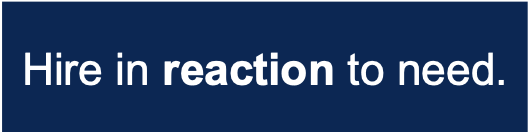 Hire in reaction to need.